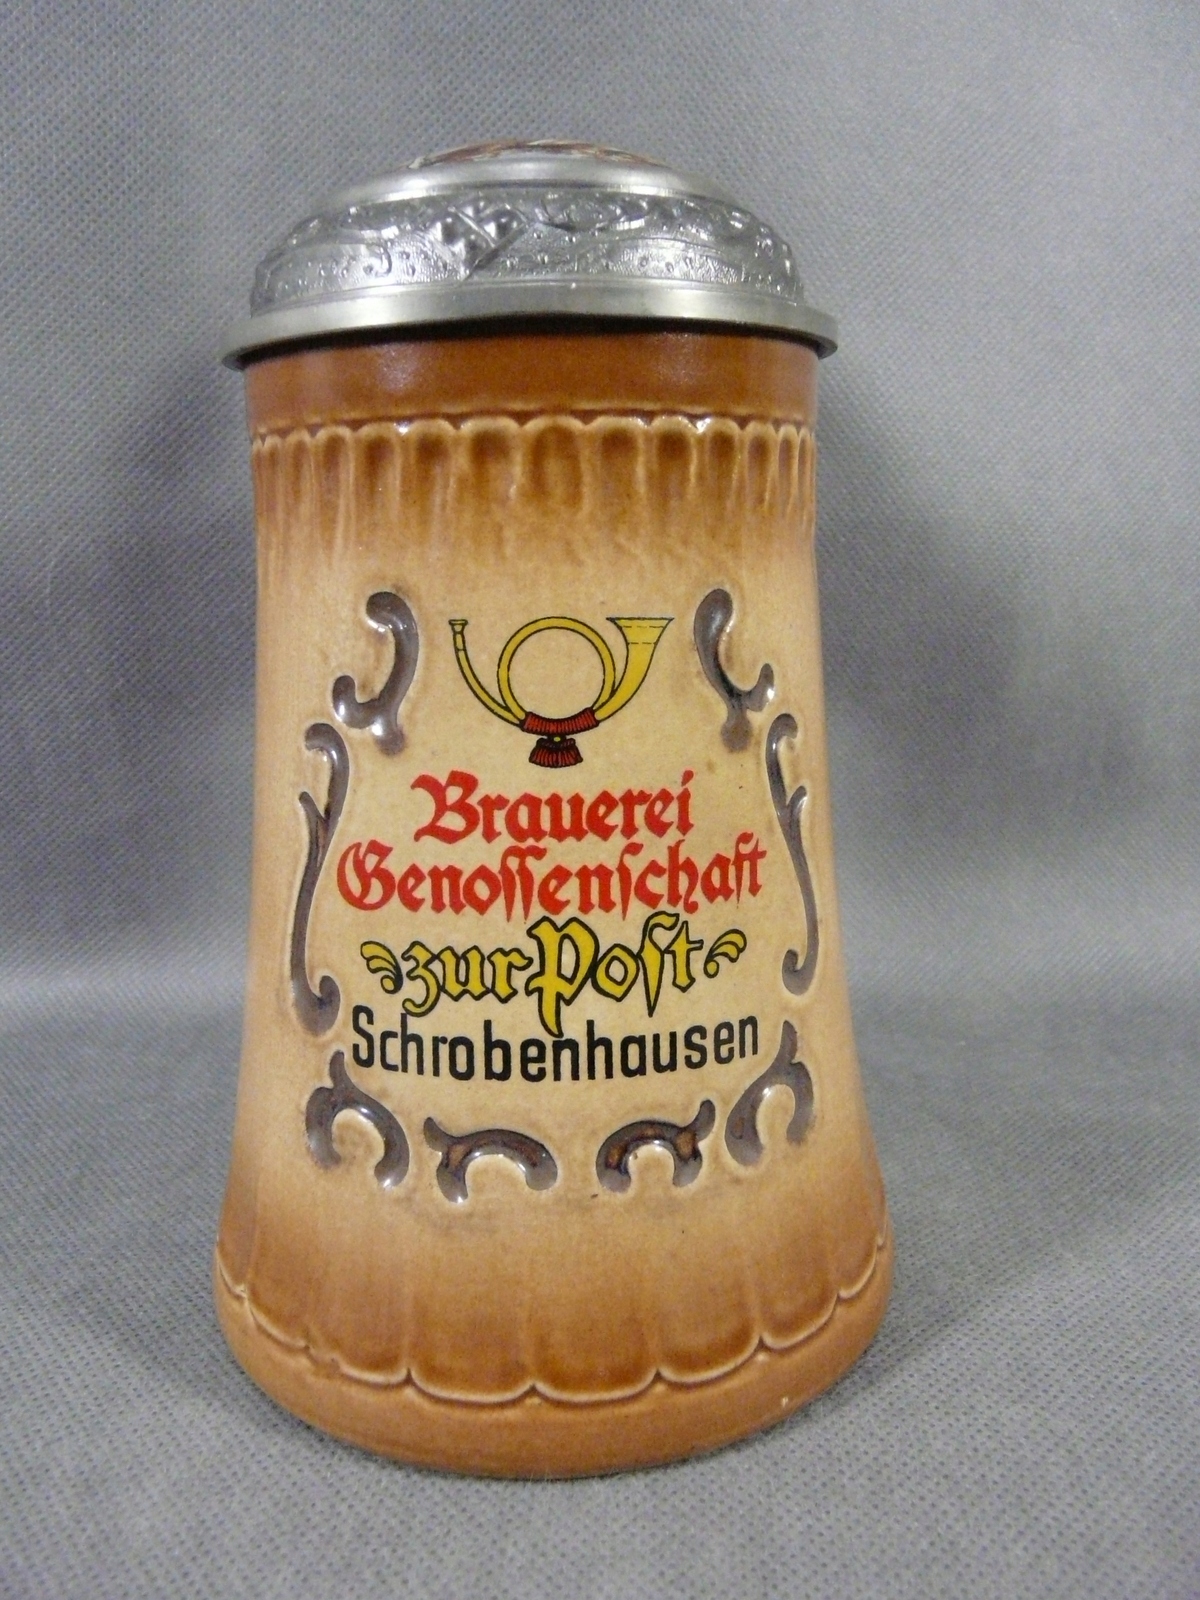 Brauerei
Genoſſenſchaft
zur Poſt
Schrobenhausen